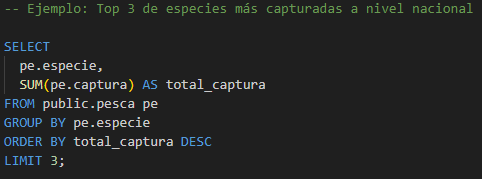 -- Ejemplo: Top 3 de especies más capturadas a nivel nacional
SELECT
  pe.especie,
  SUM(pe.captura) AS total_captura
FROM public.pesca pe
GROUP BY pe.especie
ORDER BY total_captura DESC
LIMIT 3;